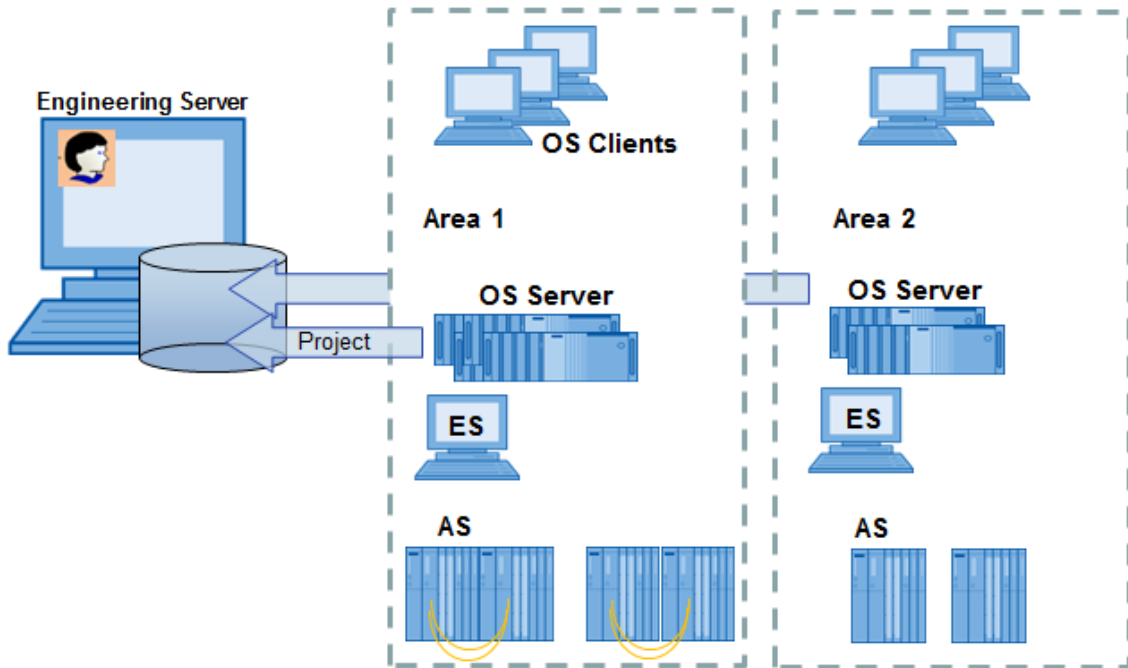 Engineering Server
OS Clients
Area 1
Area 2
OS Server
OS Server
Project
ES
ES
AS
AS